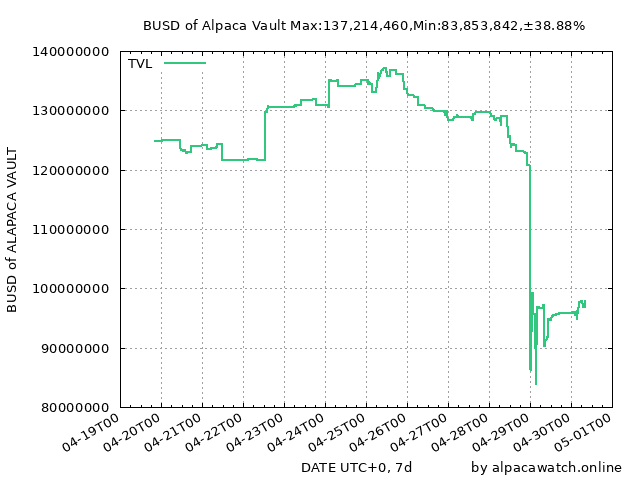 BUSD of Alpaca Vault Max:137,214,460,Min:83,853,842,±38.88%
TVL
140000000
130000000
120000000
110000000
100000000
90000000
80000000
BUSD of ALAPACA VAULT
04-19T00
04-20T00
04-21T00
04-22T00
04-23T00
04-24T00
04-25T00
04-26T00
04-27T00
04-28T00
04-29T00
04-30T00
05-01T00
DATE UTC+0, 7d
by alpacawatch.online